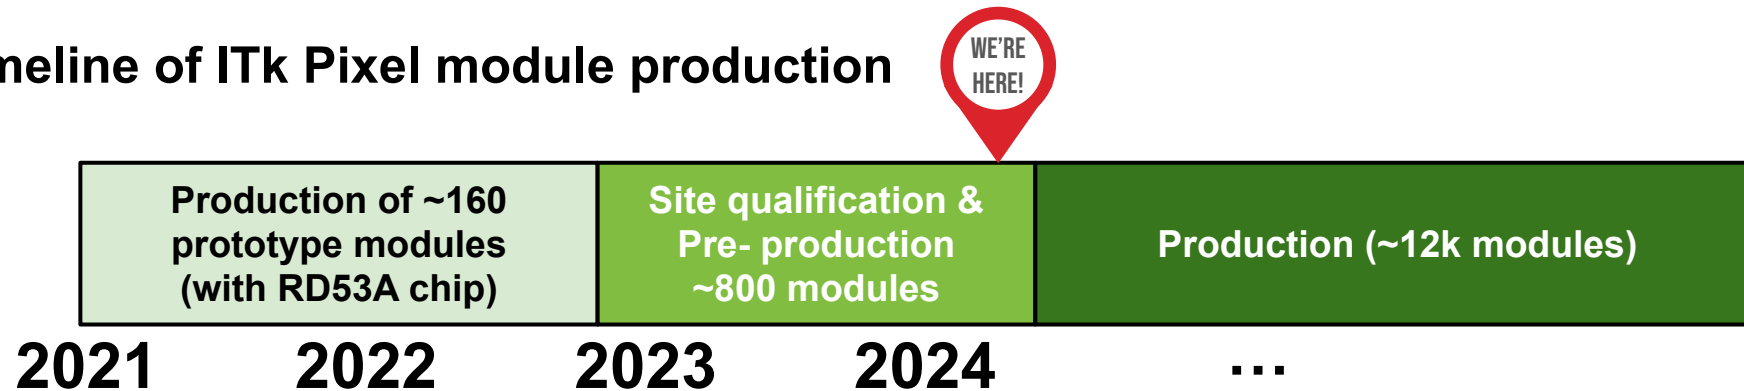 meline of ITk Pixel module production
WE'RE
HERE!
Production of ~160
prototype modules
(with RD53A chip)
Site qualification &
Pre- production
~800 modules
Production (~12k modules)
2021 2022 2023 2024 ...